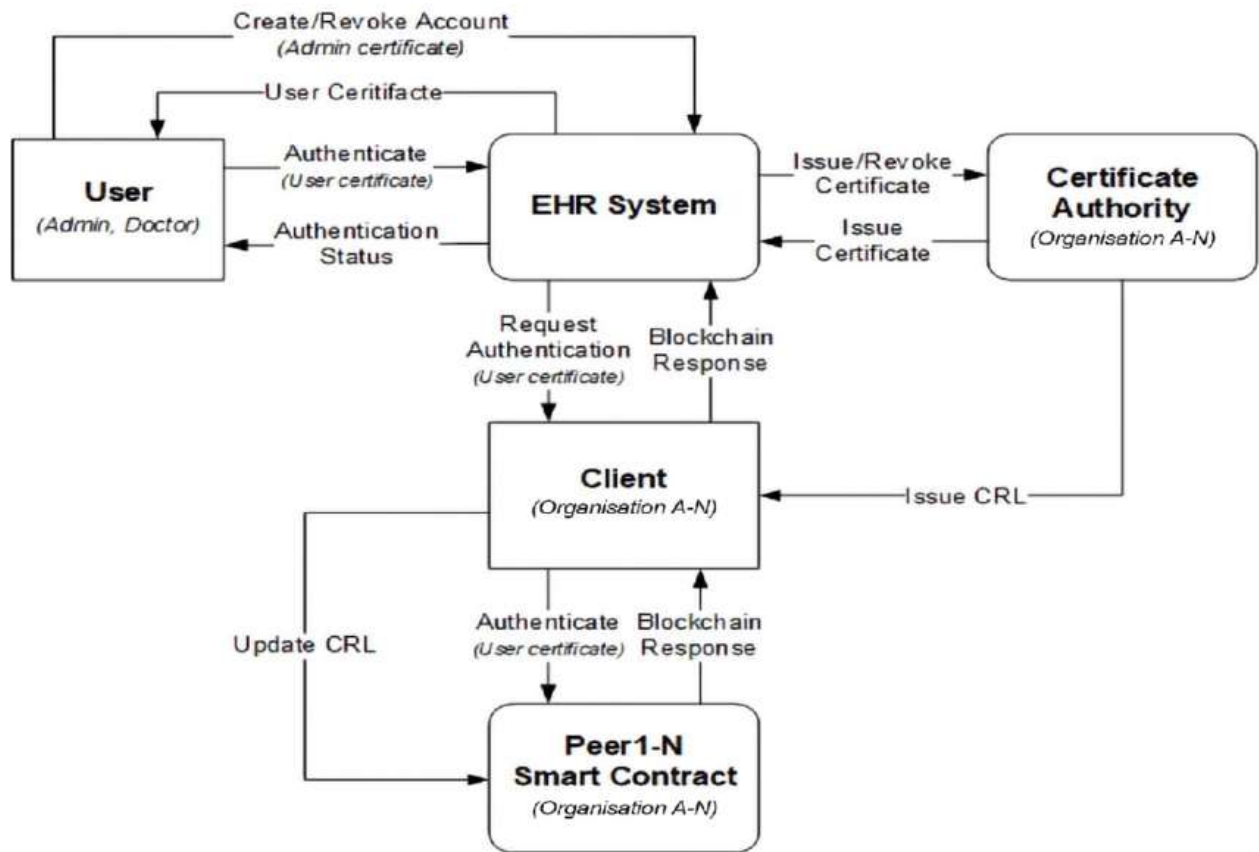 Create/Revoke Account
(Admin certificate)
User Ceritifacte
User
(Admin, Doctor)
Authenticate
(User certificate)
Authentication
Status
EHR System
Issue/Revoke
Certificate
Issue
Certificate
Certificate
Authority
(Organisation A-N)
Request
Authentication
(User certificate)
Blockchain
Response
Client
(Organisation A-N)
Issue CRL
Update CRL
Authenticate
(User certificate)
Blockchain
Response
Peer1-N
Smart Contract
(Organisation A-N)